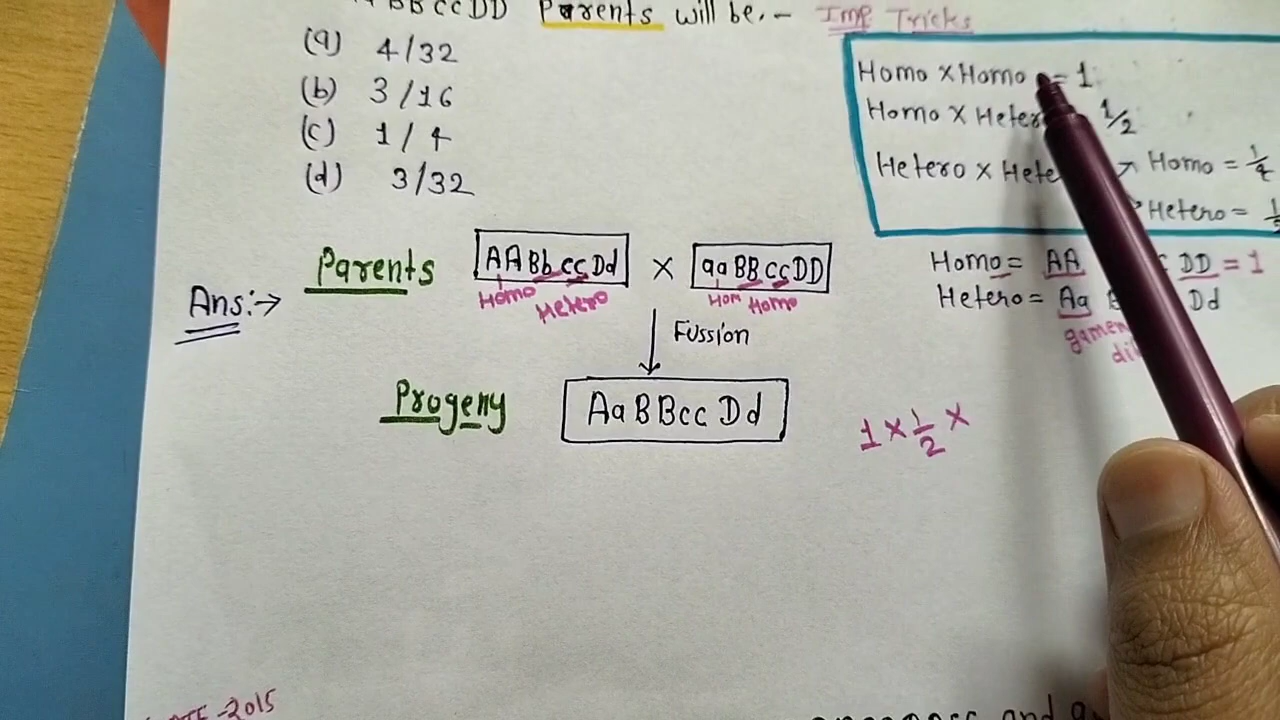 BBCCDD Parents will be.- Imp Tricks
(a) 4/32
(b) 3/16
(c) 1/4
(d) 3/32
Homo x Homo = 1
Homo x Heter 1/2
Hetero x Hete Homo = 1/4
Hetero =
Homo = AA DD = 1
Hetero = Aa Dd
Ans:→ Parents AABbccDd x aaBBccDD
Homo Hetero Hom Homo
Fussion
Progeny AaBBccDd
1 x 1/2 x
-2015